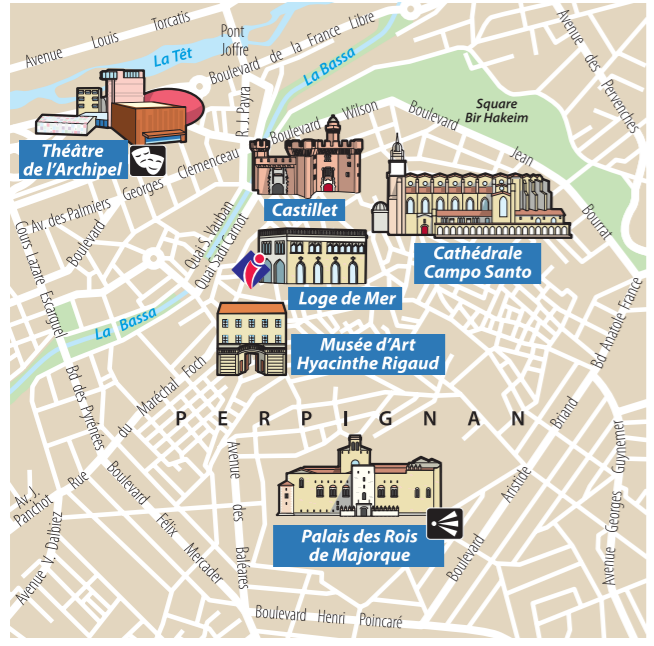 Avenue Louis Torcatis
Pont
Joffre
La Têt
Boulevard de la France Libre
La Bassa
Avenue des Pervenches
R. J. Payra
Square
Bir Hakeim
Boulevard Wilson
Boulevard Jean Bourrat
Théâtre
de l'Archipel
Boulevard Georges Clemenceau
Av. des Palmiers
Castillet
Quai S. Vauban
Quai Sadi Carnot
Cathédrale
Campo Santo
Cours Lazare Escarguel
Loge de Mer
La Bassa
Bd Anatole France
Musée d'Art
Hyacinthe Rigaud
Bd des Pyrénées
Rue du Maréchal Foch
PERPIGNAN
Boulevard Aristide Briand
Avenue Georges Guynemer
Avenue des Baléares
Av. J.
Panchot
Boulevard Félix Mercader
Avenue V. Dalbiez
Palais des Rois
de Majorque
Boulevard Henri Poincaré